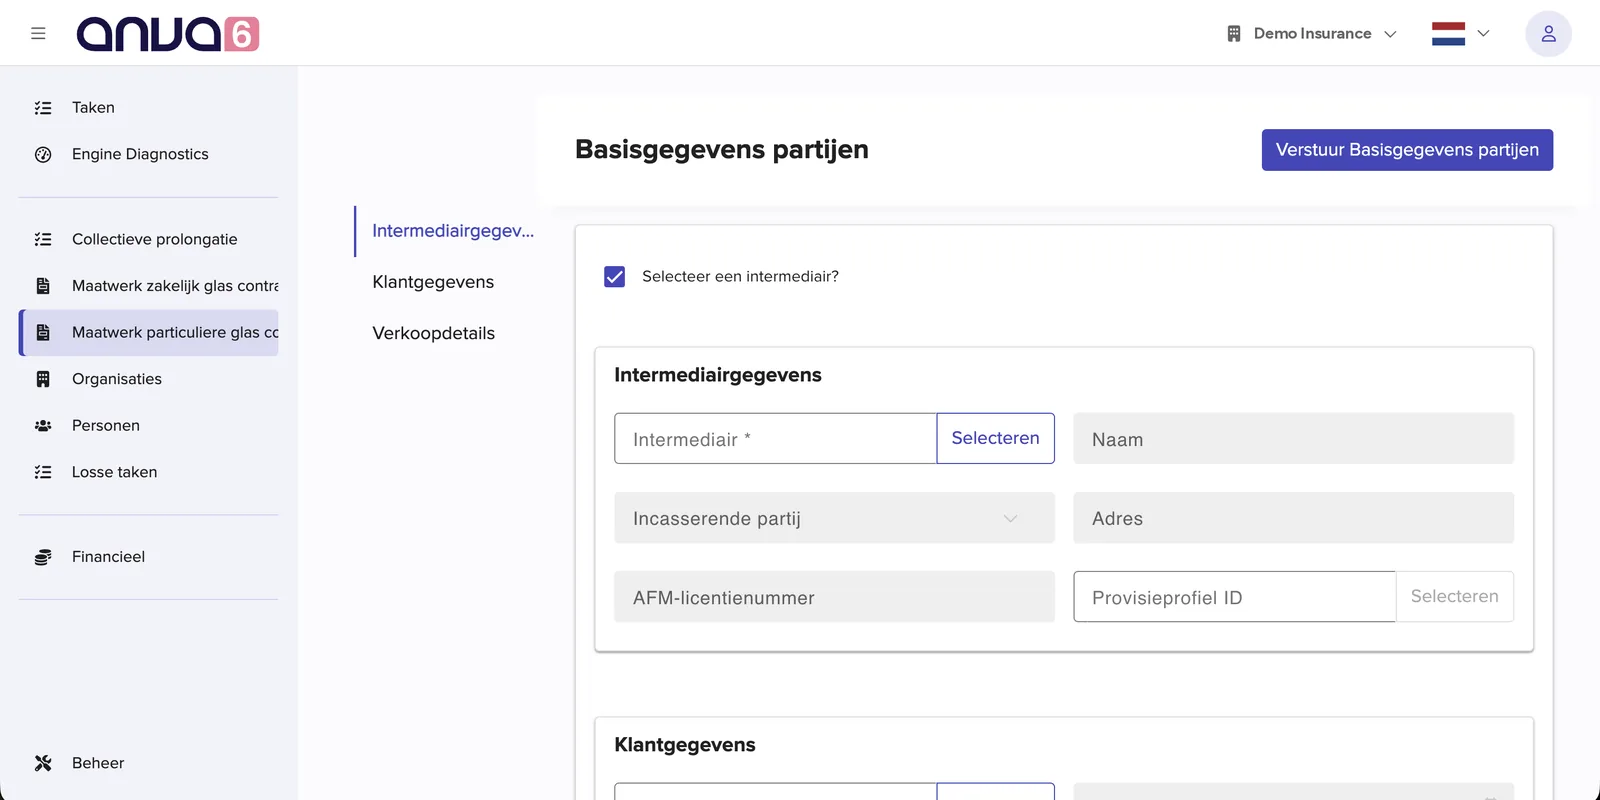 anva6
Demo Insurance
Taken
Engine Diagnostics
Collectieve prolongatie
Maatwerk zakelijk glas contra
Maatwerk particuliere glas co
Organisaties
Personen
Losse taken
Financieel
Beheer
Intermediairgegev...
Klantgegevens
Verkoopdetails
Basisgegevens partijen
Verstuur Basisgegevens partijen
Selecteer een intermediair?
Intermediairgegevens
Intermediair *
Selecteren
Naam
Incasserende partij
Adres
AFM-licentienummer
Provisieprofiel ID
Selecteren
Klantgegevens